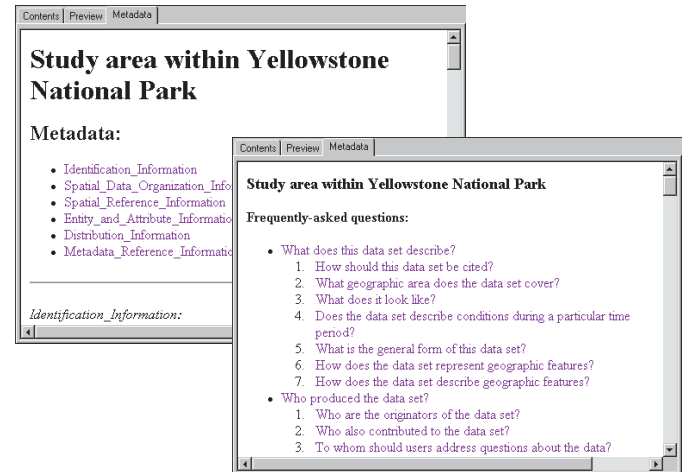 Contents Preview Metadata
Study area within Yellowstone
National Park
Metadata:
• Identification_Information
• Spatial_Data_Organization_Info
• Spatial_Reference_Information
• Entity_and_Attribute_Informatio
• Distribution_Information
• Metadata_Reference_Informatio
Identification_Information:
Contents Preview Metadata
Study area within Yellowstone National Park
Frequently-asked questions:
• What does this data set describe?
1. How should this data set be cited?
2. What geographic area does the data set cover?
3. What does it look like?
4. Does the data set describe conditions during a particular time
period?
5. What is the general form of this data set?
6. How does the data set represent geographic features?
7. How does the data set describe geographic features?
• Who produced the data set?
1. Who are the originators of the data set?
2. Who also contributed to the data set?
3. To whom should users address questions about the data?